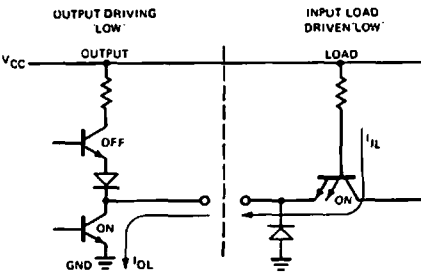 OUTPUT DRIVING
'LOW'
INPUT LOAD
DRIVEN 'LOW'
OUTPUT
LOAD
VCC
OFF
IIL
ON
ON
GND
IOL